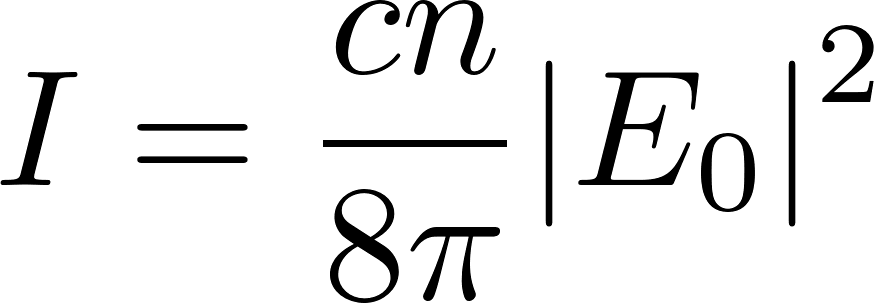 I = \frac{cn}{8\pi} |E_0|^2